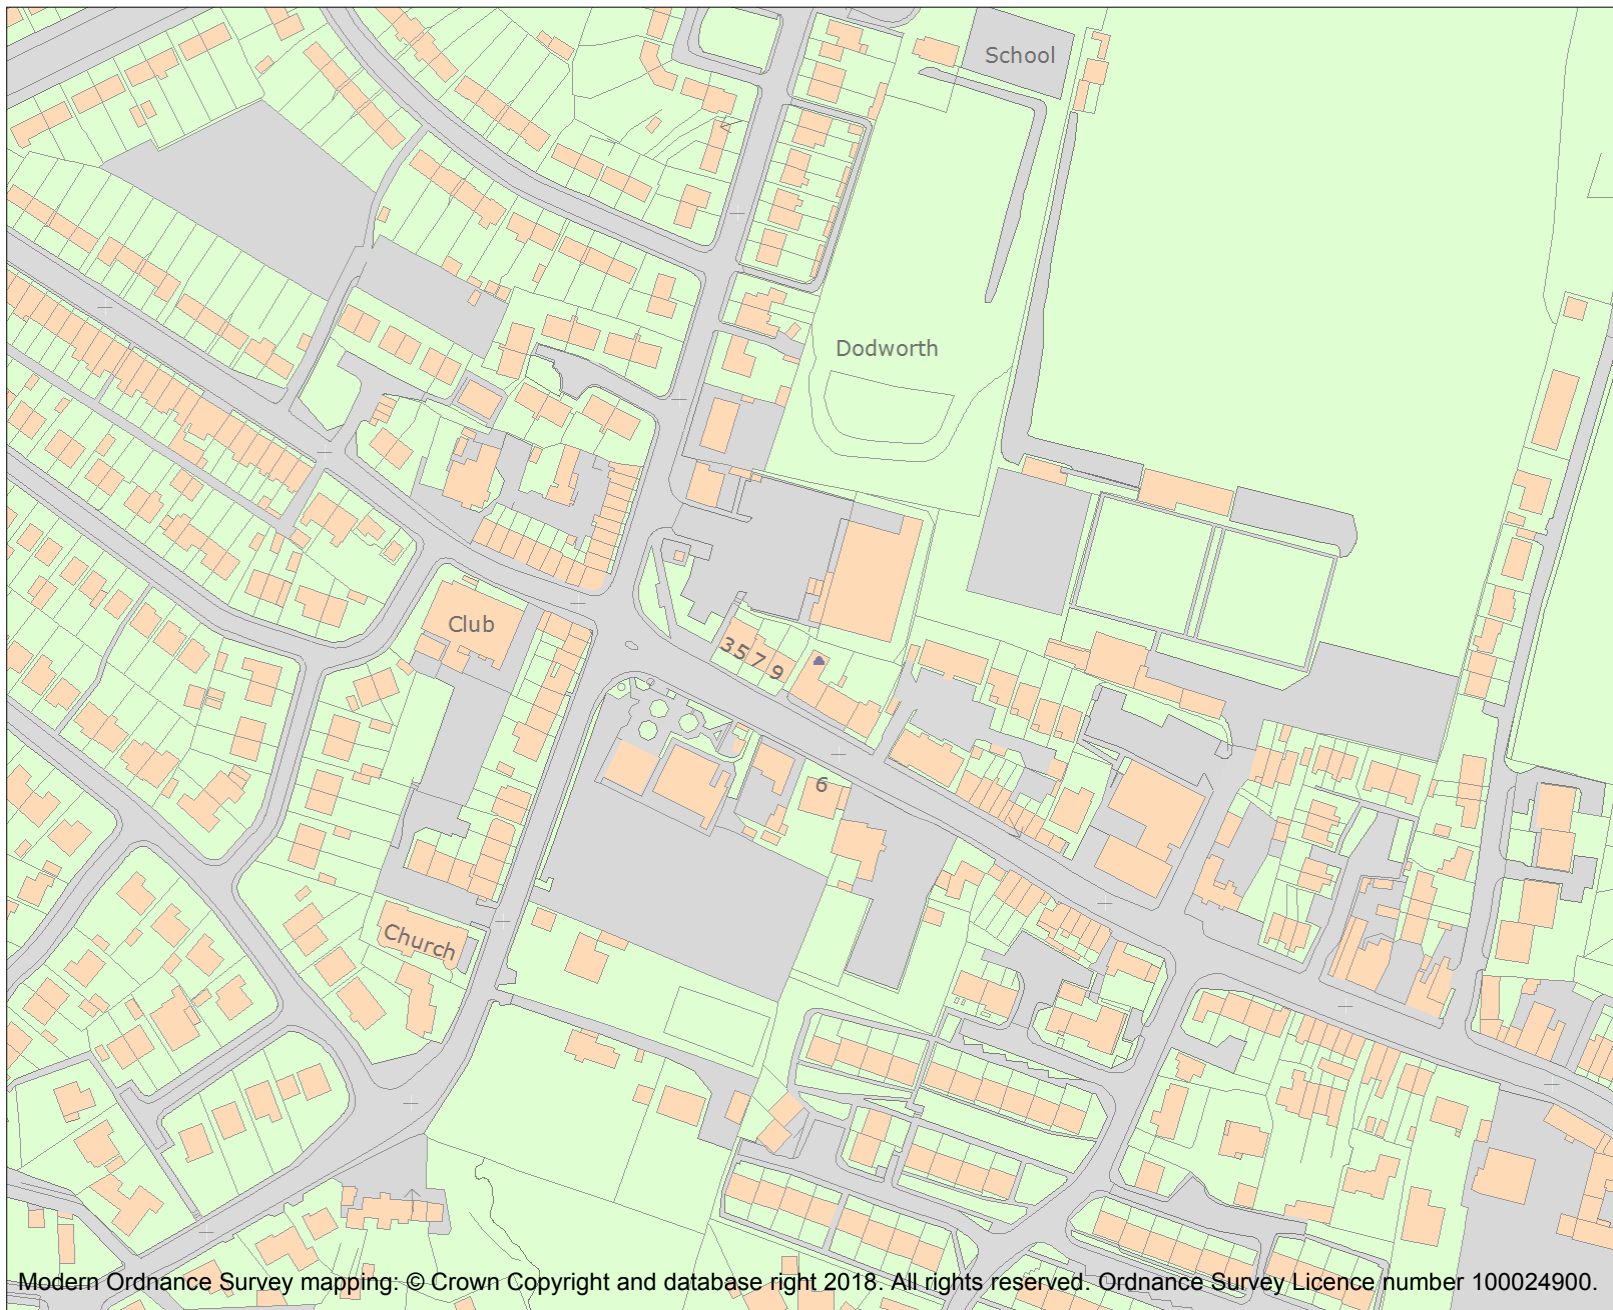 School
Dodworth
Club
3 5 7 9
6
Church
Modern Ordnance Survey mapping: © Crown Copyright and database right 2018. All rights reserved. Ordnance Survey Licence number 100024900.